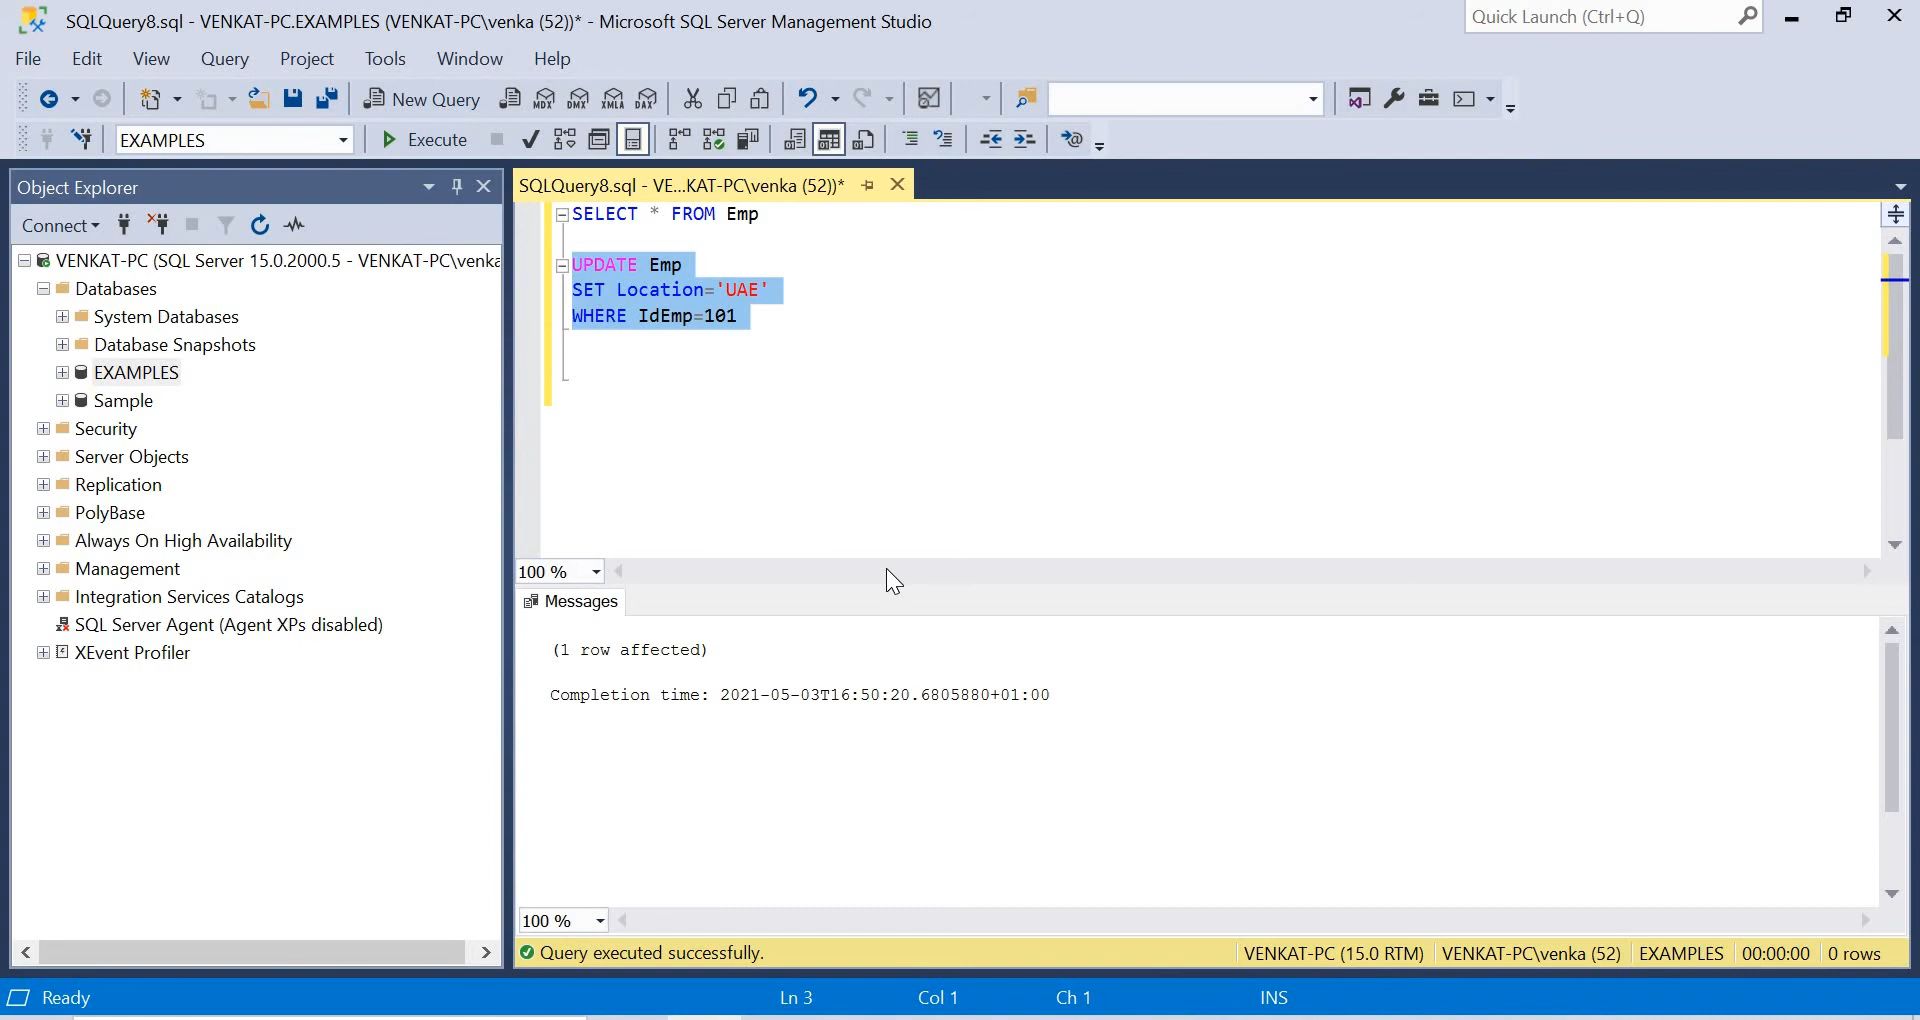 SQLQuery8.sql - VENKAT-PC.EXAMPLES (VENKAT-PC\venka (52))* - Microsoft SQL Server Management Studio
Quick Launch (Ctrl+Q)
File Edit View Query Project Tools Window Help
New Query MDX DMX XMLA DAX
EXAMPLES Execute
Object Explorer
Connect
VENKAT-PC (SQL Server 15.0.2000.5 - VENKAT-PC\venka
Databases
System Databases
Database Snapshots
EXAMPLES
Sample
Security
Server Objects
Replication
PolyBase
Always On High Availability
Management
Integration Services Catalogs
SQL Server Agent (Agent XPs disabled)
XEvent Profiler
SQLQuery8.sql - VE...KAT-PC\venka (52))*
SELECT * FROM Emp
UPDATE Emp
SET Location='UAE'
WHERE IdEmp=101
100 %
Messages
(1 row affected)
Completion time: 2021-05-03T16:50:20.6805880+01:00
100 %
Query executed successfully. VENKAT-PC (15.0 RTM) VENKAT-PC\venka (52) EXAMPLES 00:00:00 0 rows
Ready Ln 3 Col 1 Ch 1 INS